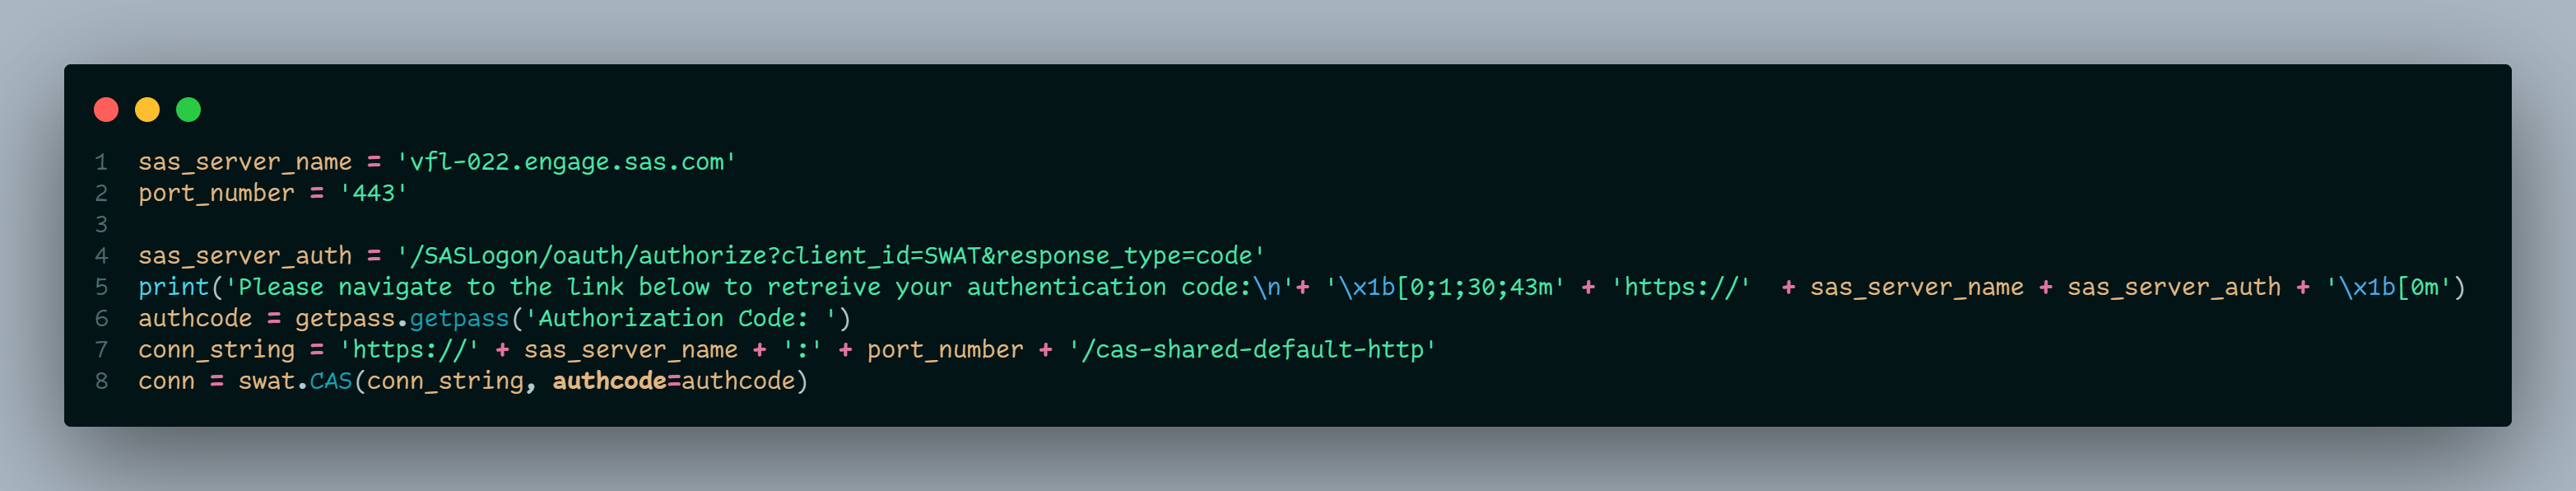 1 sas_server_name = 'vfl-022.engage.sas.com'
2 port_number = '443'
3
4 sas_server_auth = '/SASLogon/oauth/authorize?client_id=SWAT&response_type=code'
5 print('Please navigate to the link below to retreive your authentication code:\n'+ '\x1b[0;1;30;43m' + 'https://'  + sas_server_name + sas_server_auth + '\x1b[0m')
6 authcode = getpass.getpass('Authorization Code: ')
7 conn_string = 'https://' + sas_server_name + ':' + port_number + '/cas-shared-default-http'
8 conn = swat.CAS(conn_string, authcode=authcode)